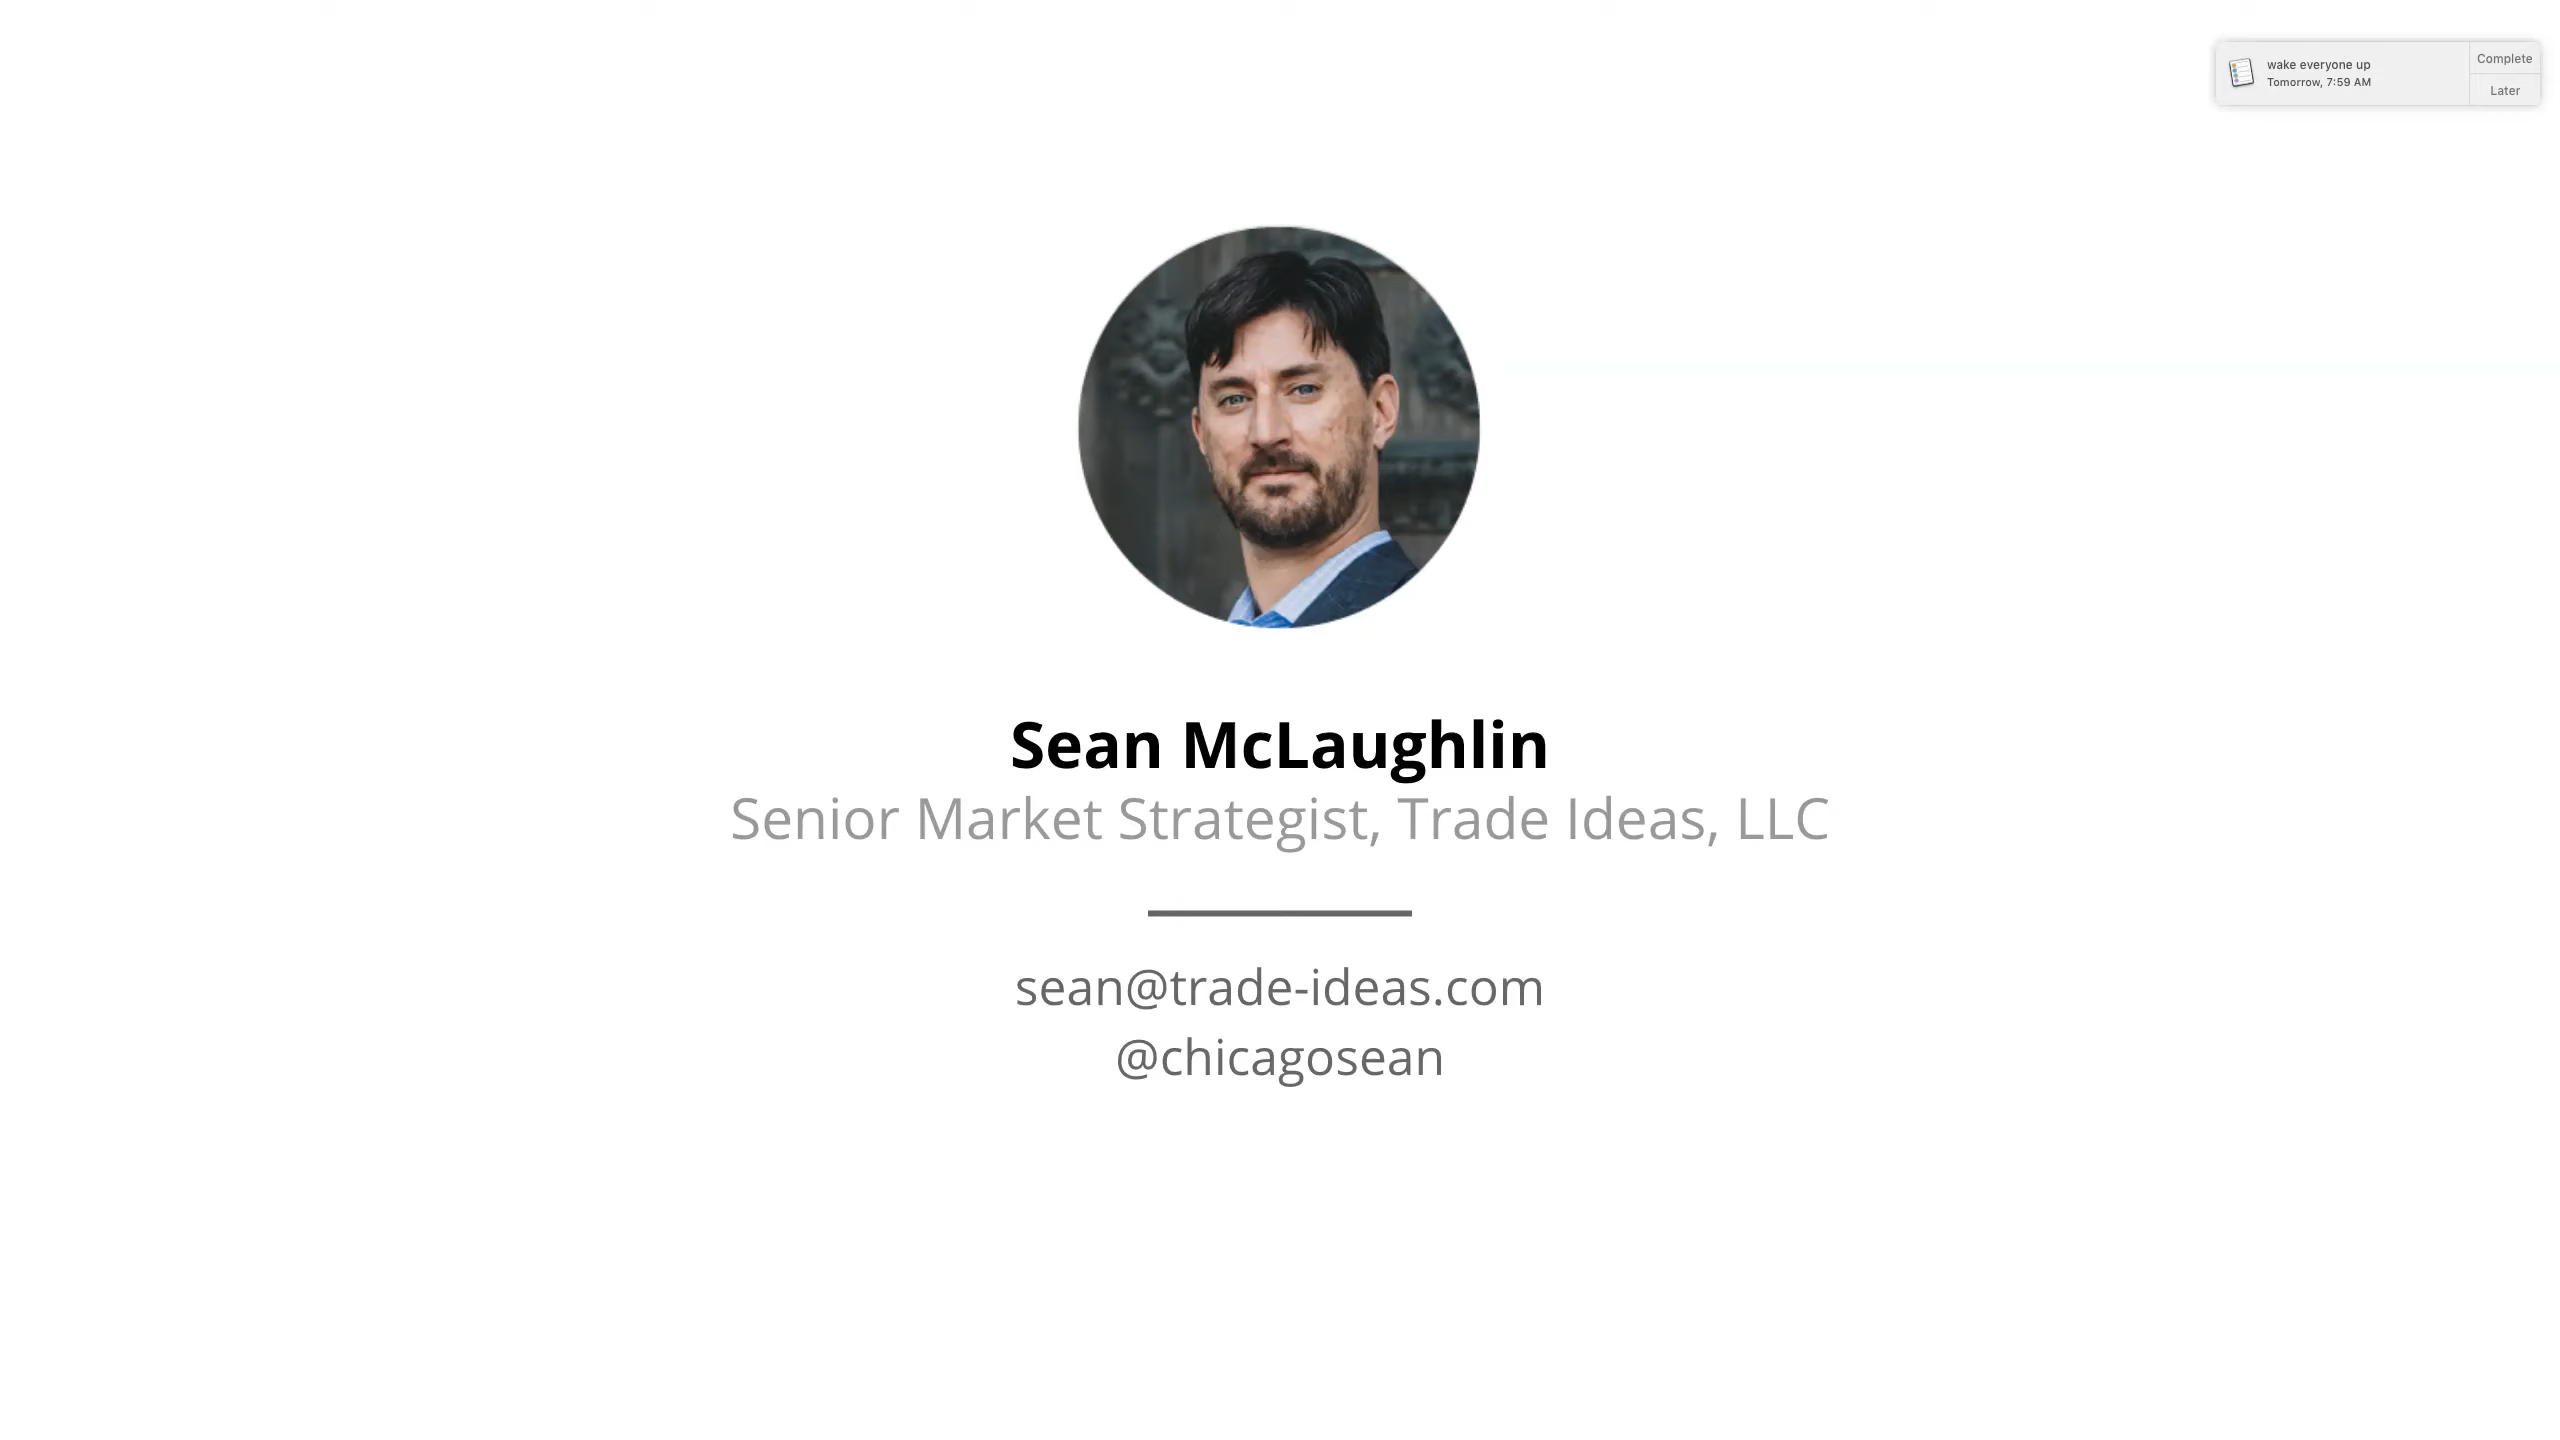 wake everyone up
Tomorrow, 7:59 AM
Complete
Later
Sean McLaughlin
Senior Market Strategist, Trade Ideas, LLC
sean@trade-ideas.com
@chicagosean